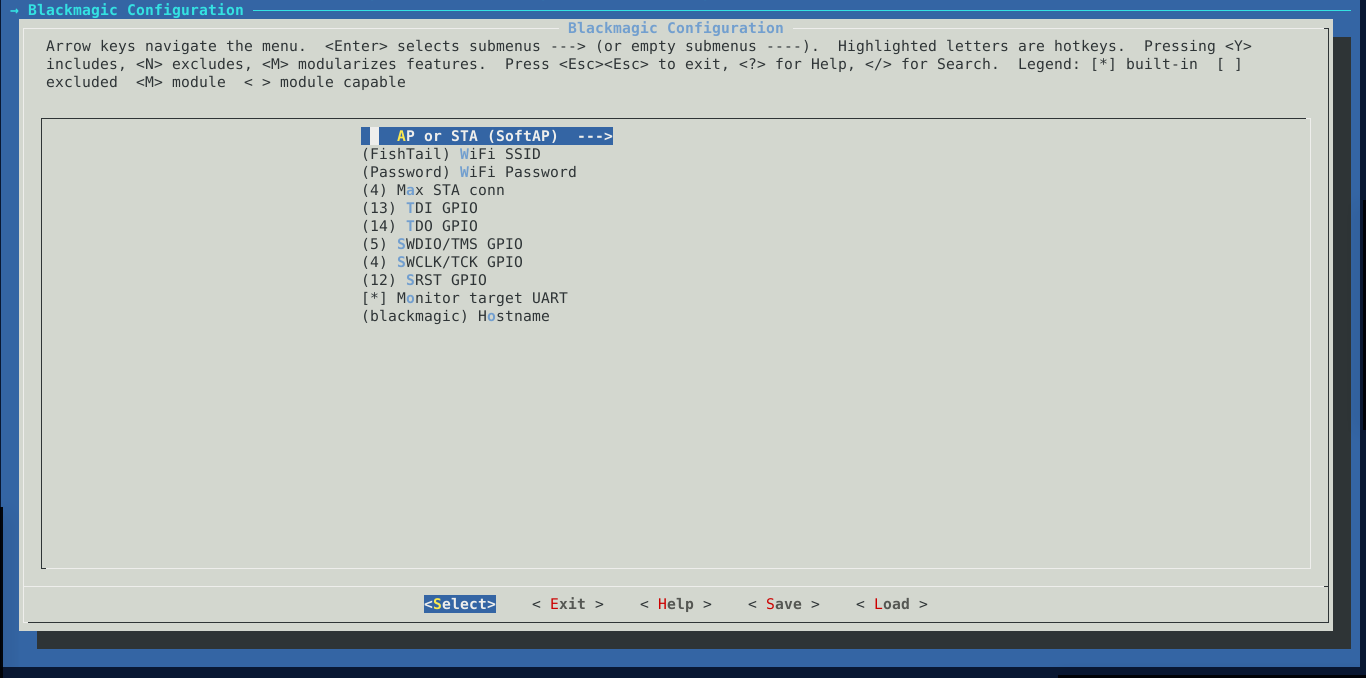 → Blackmagic Configuration
Blackmagic Configuration
Arrow keys navigate the menu.  <Enter> selects submenus ---> (or empty submenus ----).  Highlighted letters are hotkeys.  Pressing <Y>
includes, <N> excludes, <M> modularizes features.  Press <Esc><Esc> to exit, <?> for Help, </> for Search.  Legend: [*] built-in  [ ]
excluded  <M> module  < > module capable
AP or STA (SoftAP)  --->
(FishTail) WiFi SSID
(Password) WiFi Password
(4) Max STA conn
(13) TDI GPIO
(14) TDO GPIO
(5) SWDIO/TMS GPIO
(4) SWCLK/TCK GPIO
(12) SRST GPIO
[*] Monitor target UART
(blackmagic) Hostname
<Select>    < Exit >    < Help >    < Save >    < Load >